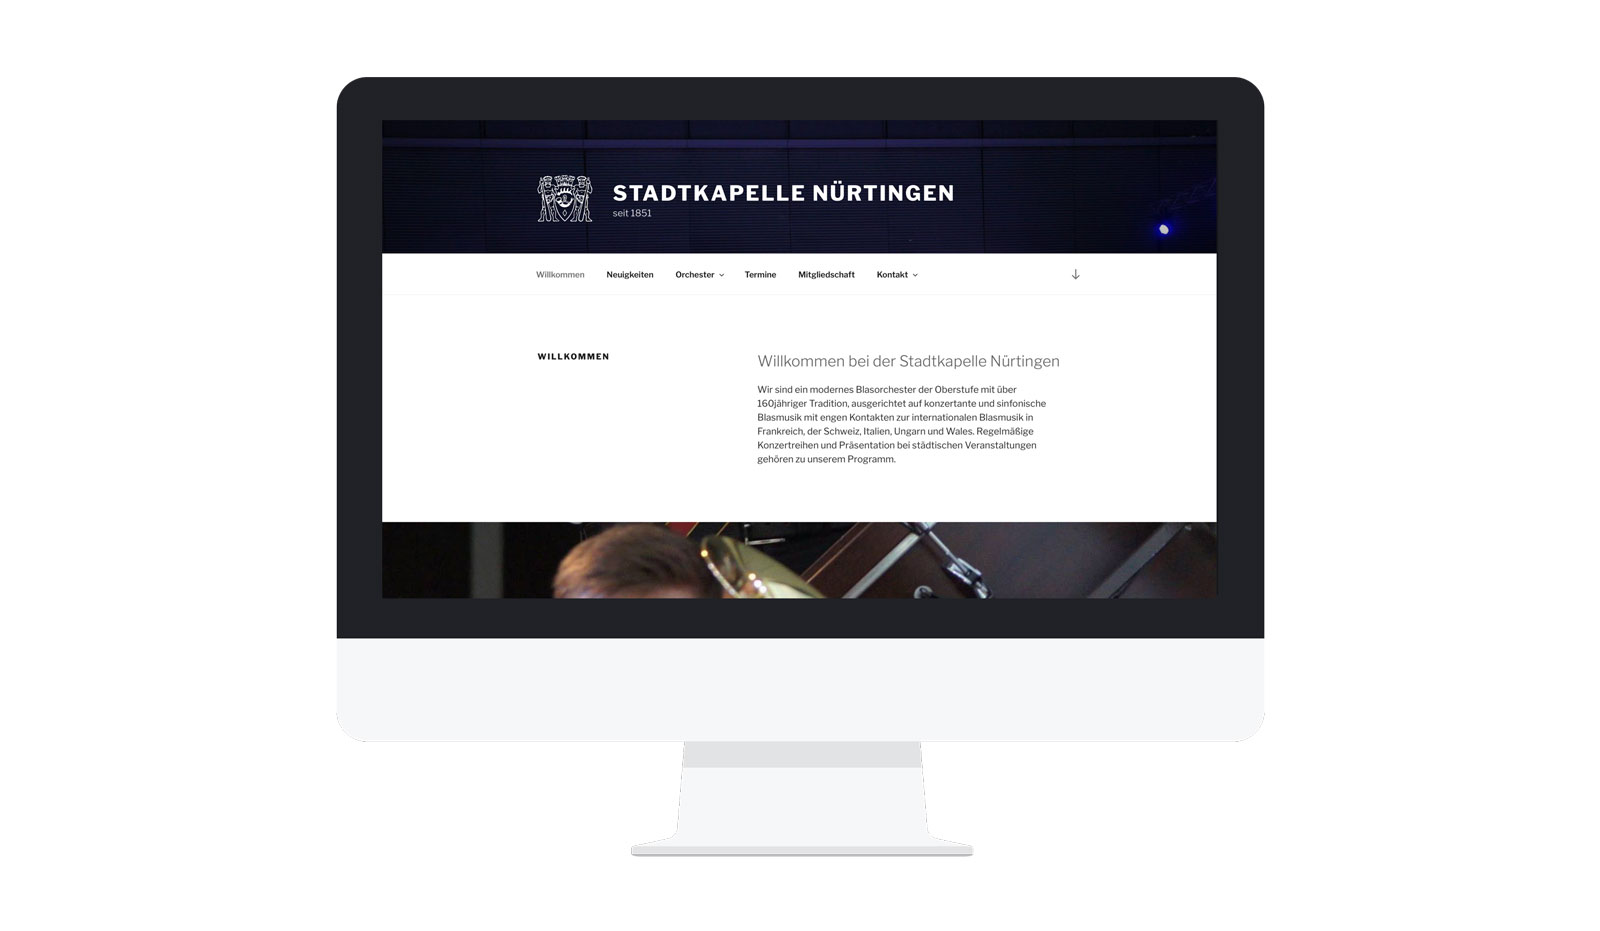 STADTKAPELLE NÜRTINGEN
seit 1851
Willkommen Neuigkeiten Orchester Termine Mitgliedschaft Kontakt
WILLKOMMEN
Willkommen bei der Stadtkapelle Nürtingen
Wir sind ein modernes Blasorchester der Oberstufe mit über
160jähriger Tradition, ausgerichtet auf konzertante und sinfonische
Blasmusik mit engen Kontakten zur internationalen Blasmusik in
Frankreich, der Schweiz, Italien, Ungarn und Wales. Regelmäßige
Konzertreihen und Präsentation bei städtischen Veranstaltungen
gehören zu unserem Programm.